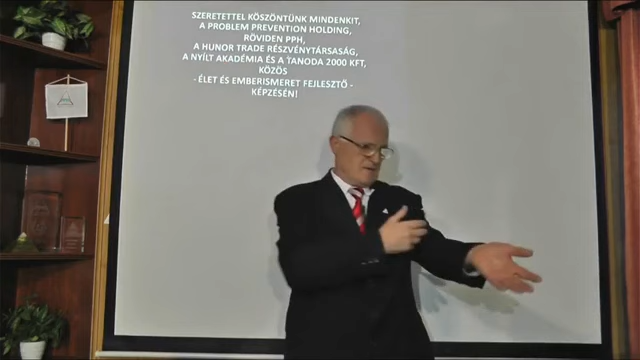 SZERETETTEL KÖSZÖNTÜNK MINDENKIT,
A PROBLEM PREVENTION HOLDING,
RÖVIDEN PPH,
A HUNOR TRADE RÉSZVÉNYTÁRSASÁG,
A NYÍLT AKADÉMIA ÉS A TANODA 2000 KFT,
KÖZÖS
- ÉLET ÉS EMBERISMERET FEJLESZTŐ -
KÉPZÉSÉN!